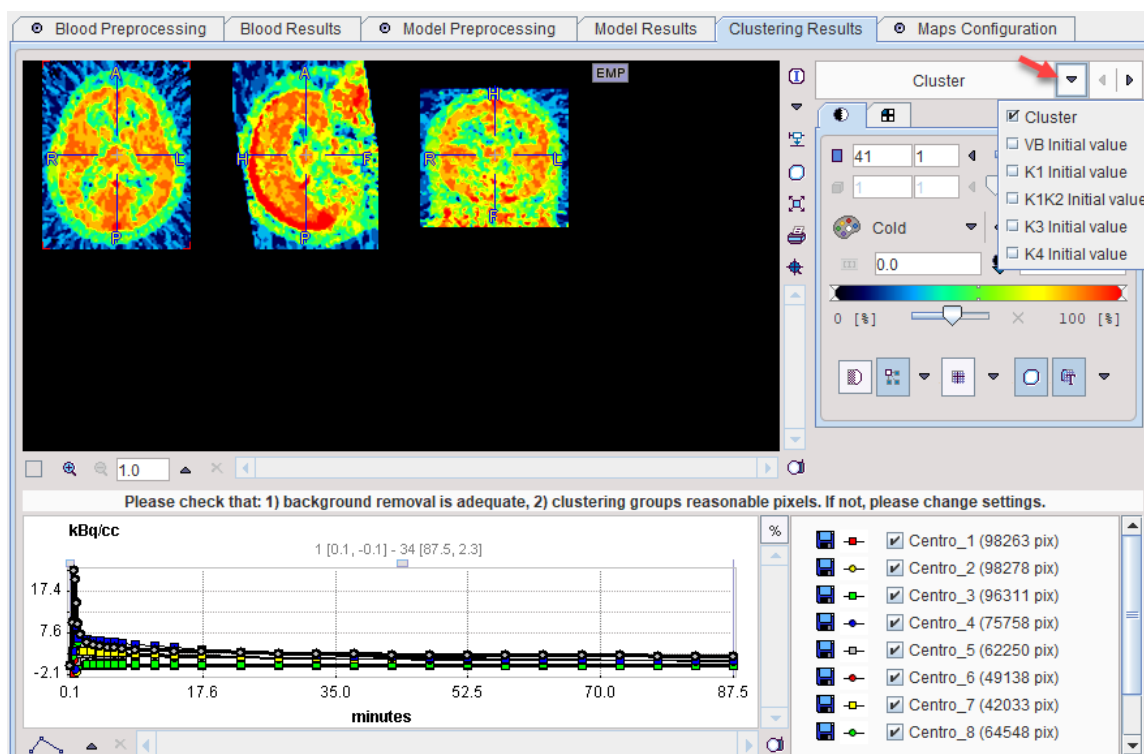 Blood Preprocessing
Blood Results
Model Preprocessing
Model Results
Clustering Results
Maps Configuration
A
R
L
P
A
H
F
P
EMP
H
R
L
F
Cluster
Cluster
VB Initial value
K1 Initial value
K1K2 Initial value
K3 Initial value
K4 Initial value
41
1
1
1
Cold
0.0
0 [%]
100 [%]
1.0
Please check that: 1) background removal is adequate, 2) clustering groups reasonable pixels. If not, please change settings.
kBq/cc
1 [0.1, -0.1] - 34 [87.5, 2.3]
%
17.4
7.6
-2.1
0.1
17.6
35.0
52.5
70.0
87.5
minutes
Centro_1 (98263 pix)
Centro_2 (98278 pix)
Centro_3 (96311 pix)
Centro_4 (75758 pix)
Centro_5 (62250 pix)
Centro_6 (49138 pix)
Centro_7 (42033 pix)
Centro_8 (64548 pix)